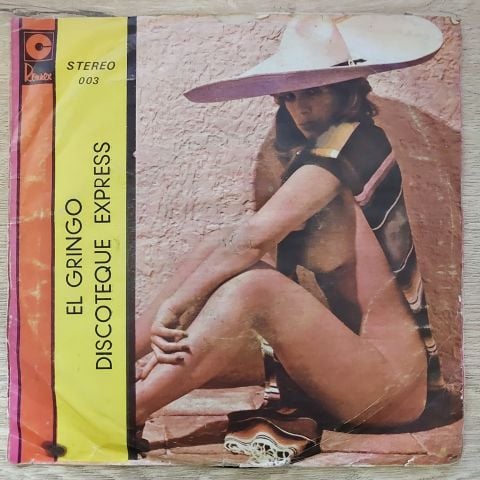 STEREO
003
EL GRINGO
DISCOTEQUE EXPRESS